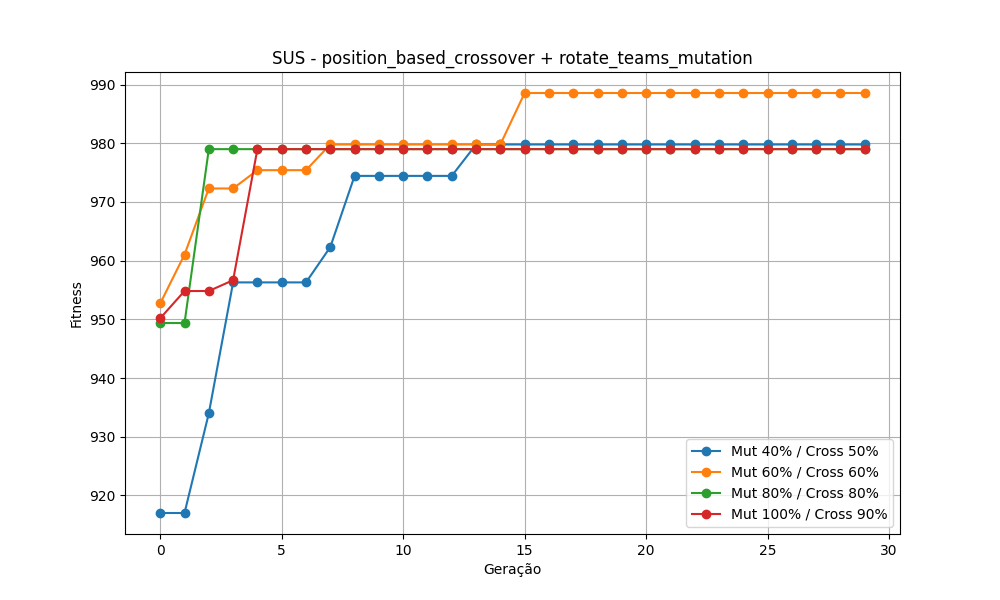 SUS - position_based_crossover + rotate_teams_mutation
990
980
970
960
950
940
930
920
Fitness
0 5 10 15 20 25 30
Geração
Mut 40% / Cross 50%
Mut 60% / Cross 60%
Mut 80% / Cross 80%
Mut 100% / Cross 90%